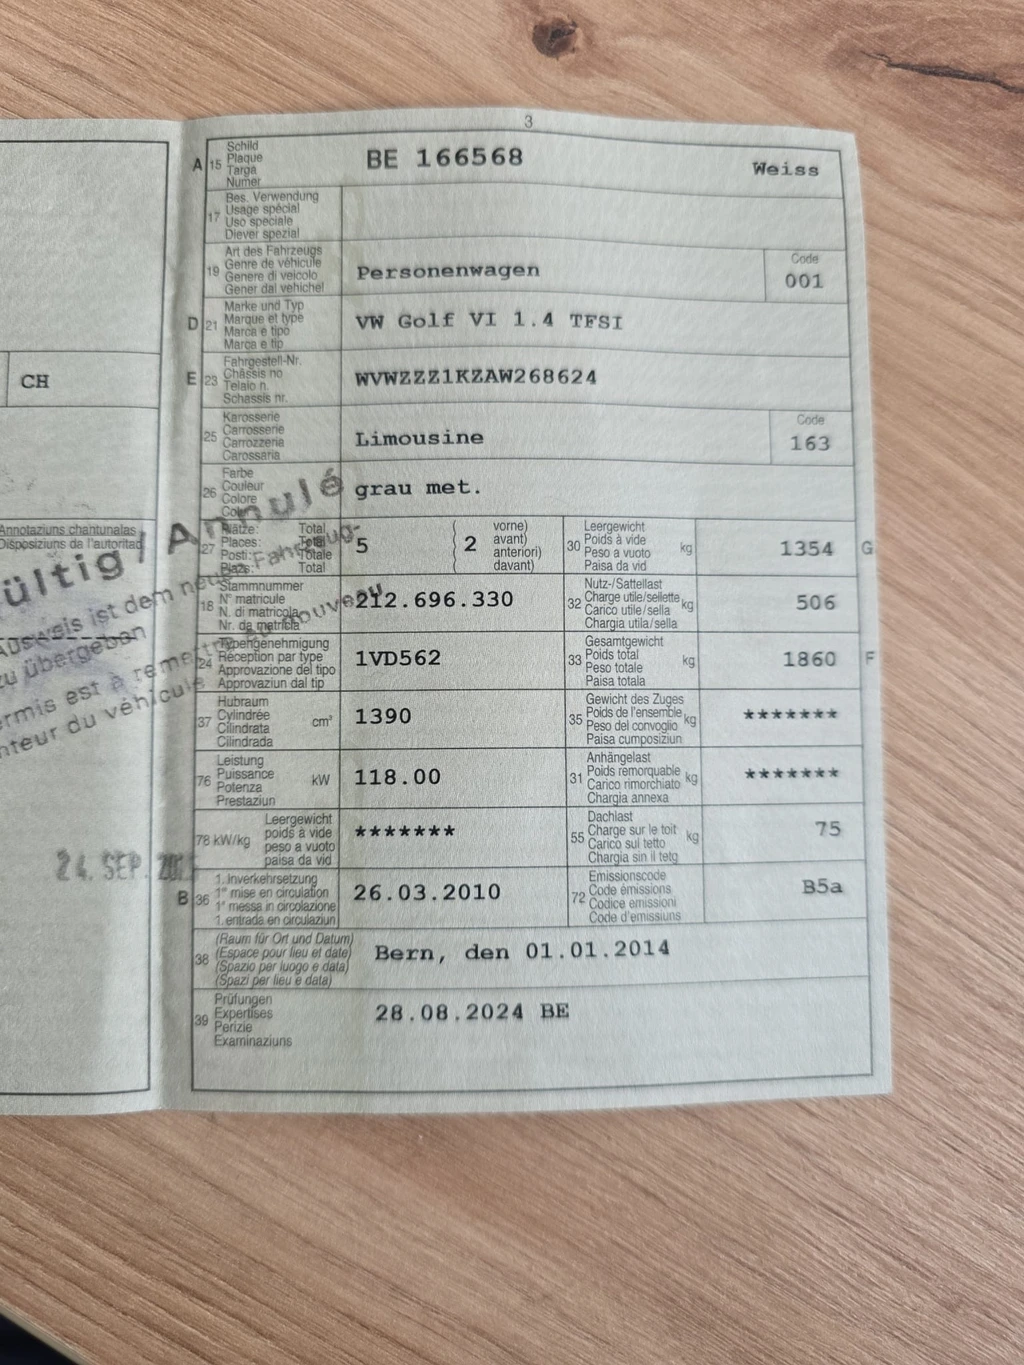 3
A 15 Schild
Plaque
Targa
Numer
BE 166568
Weiss
17 Bes. Verwendung
Usage spécial
Uso speciale
Diever spezial
19 Art des Fahrzeugs
Genre de véhicule
Genere di veicolo
Gener dal vehichel
Personenwagen
Code
001
D 21 Marke und Typ
Marque et type
Marca e tipo
Marca e tip
VW Golf VI 1.4 TFSI
E 23 Fahrgestell-Nr.
Châssis no
Telaio n.
Schassis nr.
WVWZZZ1KZAW268624
CH
25 Karosserie
Carrosserie
Carrozzeria
Carossaria
Limousine
Code
163
26 Farbe
Couleur
Colore
grau met.
Annotaziuns chantunalas
Disposiziuns da l'autoritad
27 Plätze: Total
Places: Total
Posti: Totale
Plazs: Total
5
2
vorne)
avant)
anteriori)
davant)
30 Leergewicht
Poids à vide
Peso a vuoto
Paisa da vid
kg
1354
G
18 Stammnummer
N° matricule
N. di matricola
Nr. da matricla
212.696.330
32 Nutz-/Sattellast
Charge utile/sellette
Carico utile/sella
Chargia utila/sella
kg
506
24 Typengenehmigung
Réception par type
Approvazione del tipo
Approvaziun dal tip
1VD562
33 Gesamtgewicht
Poids total
Peso totale
Paisa totala
kg
1860
F
37 Hubraum
Cylindrée
Cilindrata
Cilindrada
cm³
1390
35 Gewicht des Zuges
Poids de l'ensemble
Peso del convoglio
Paisa cumposiziun
kg
*******
76 Leistung
Puissance
Potenza
Prestaziun
kW
118.00
31 Anhängelast
Poids remorquable
Carico rimorchiato
Chargia annexa
kg
*******
78 kW/kg
Leergewicht
poids à vide
peso a vuoto
paisa da vid
*******
55 Dachlast
Charge sur le toit
Carico sul tetto
Chargia sin il tetg
kg
75
B 36 1. Inverkehrsetzung
1re mise en circulation
1a messa in circolazione
1. entrada en circulaziun
26.03.2010
72 Emissionscode
Code émissions
Codice emissioni
Code d'emissiuns
B5a
38 (Raum für Ort und Datum)
(Espace pour lieu et date)
(Spazio per luogo e data)
(Spazi per lieu e data)
Bern, den 01.01.2014
39 Prüfungen
Expertises
Perizie
Examinaziuns
28.08.2024 BE
ültig / Annulé
Ausweis ist dem neuen Fahrzeug-
zu übergeben
ermis est à remettre au nouveau
nteur du véhicule
24. SEP.